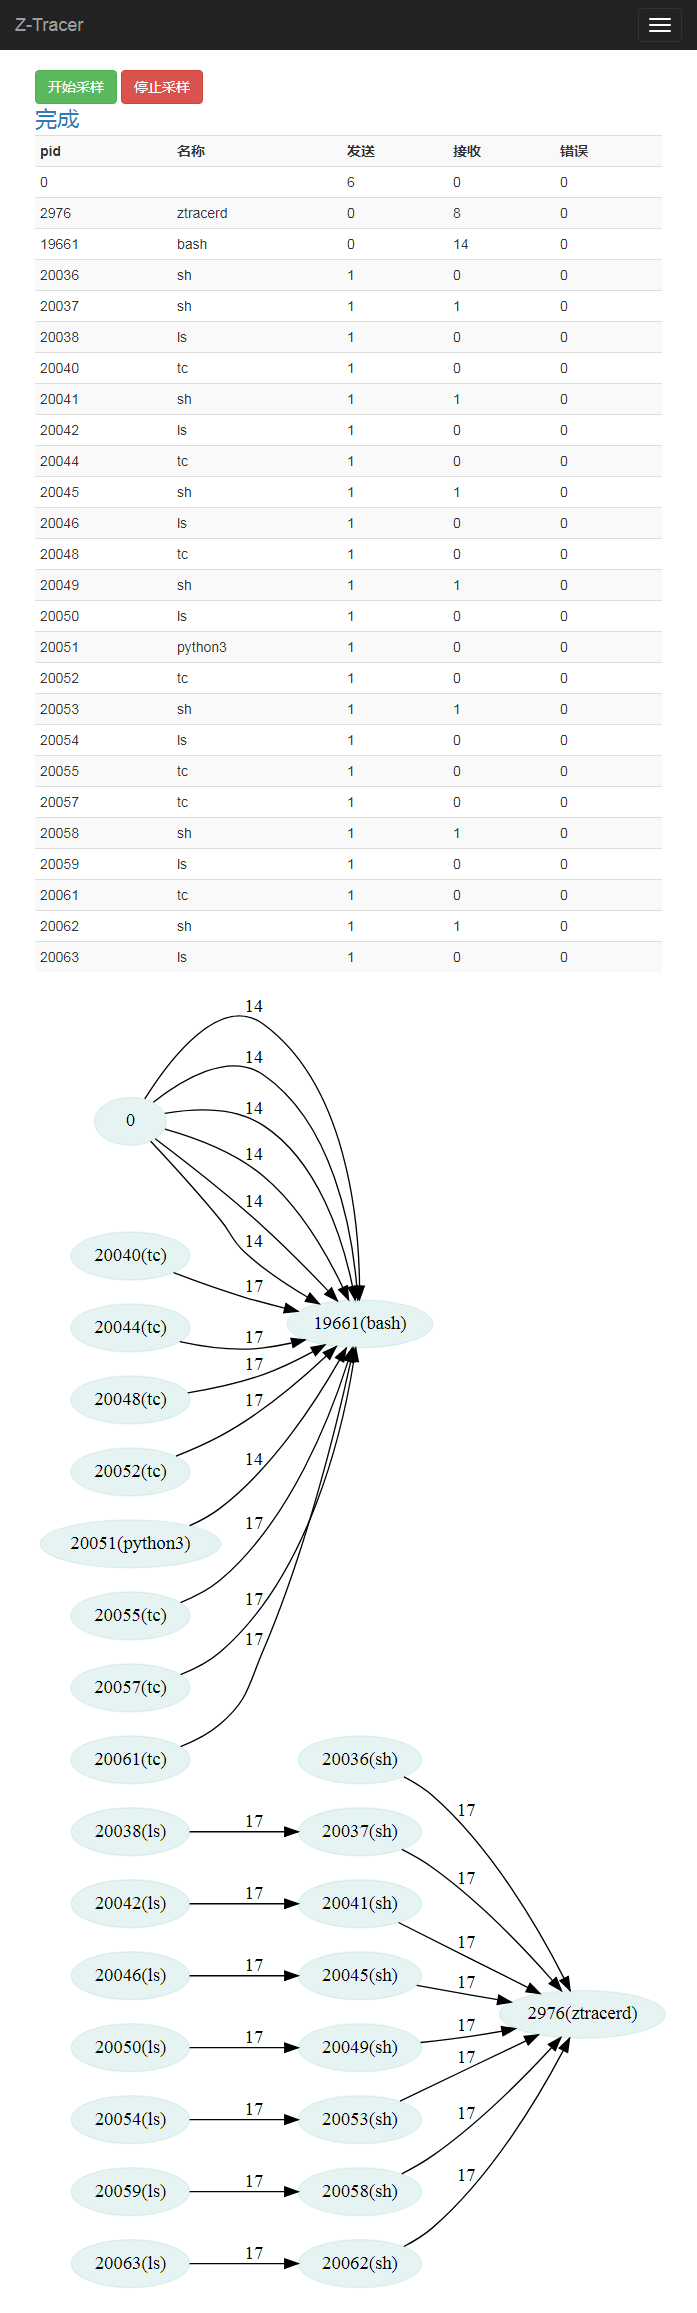 Z-Tracer
开始采样 停止采样
完成
pid 名称 发送 接收 错误
0 6 0 0
2976 ztracerd 0 8 0
19661 bash 0 14 0
20036 sh 1 0 0
20037 sh 1 1 0
20038 ls 1 0 0
20040 tc 1 0 0
20041 sh 1 1 0
20042 ls 1 0 0
20044 tc 1 0 0
20045 sh 1 1 0
20046 ls 1 0 0
20048 tc 1 0 0
20049 sh 1 1 0
20050 ls 1 0 0
20051 python3 1 0 0
20052 tc 1 0 0
20053 sh 1 1 0
20054 ls 1 0 0
20055 tc 1 0 0
20057 tc 1 0 0
20058 sh 1 1 0
20059 ls 1 0 0
20061 tc 1 0 0
20062 sh 1 1 0
20063 ls 1 0 0
14
14
14
0
14
14
14
20040(tc)
17
19661(bash)
20044(tc)
17
17
20048(tc)
17
14
20052(tc)
17
20051(python3)
17
20055(tc)
17
20057(tc)
20061(tc) 20036(sh)
17
20038(ls) 17 20037(sh)
17
20042(ls) 17 20041(sh)
17
20046(ls) 17 20045(sh) 17
2976(ztracerd)
20050(ls) 17 20049(sh) 17
17
20054(ls) 17 20053(sh) 17
20059(ls) 17 20058(sh) 17
20063(ls) 17 20062(sh)